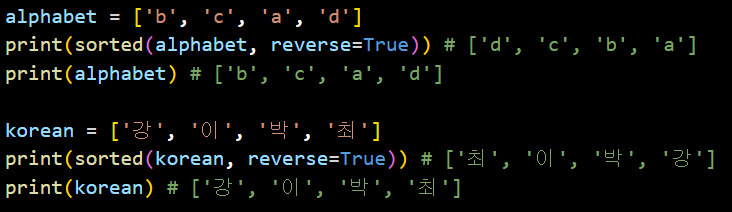 alphabet = ['b', 'c', 'a', 'd']
print(sorted(alphabet, reverse=True)) # ['d', 'c', 'b', 'a']
print(alphabet) # ['b', 'c', 'a', 'd']
korean = ['강', '이', '박', '최']
print(sorted(korean, reverse=True)) # ['최', '이', '박', '강']
print(korean) # ['강', '이', '박', '최']